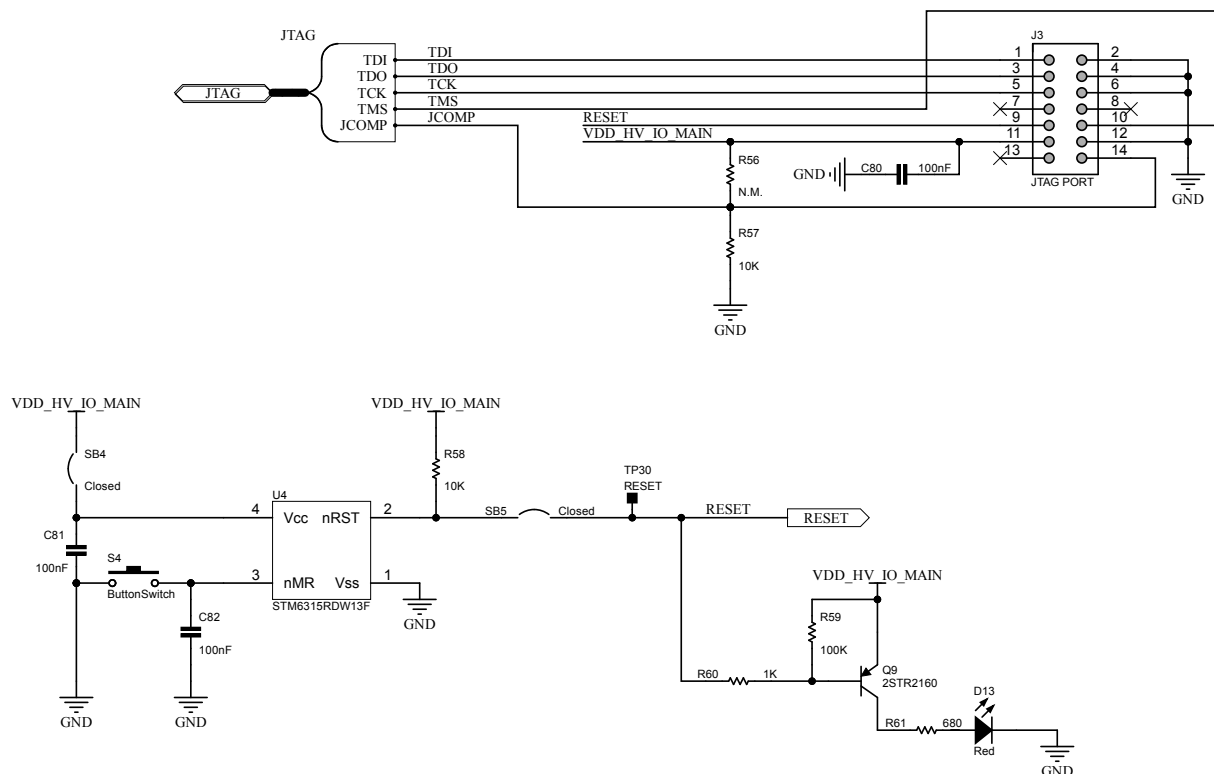 JTAG
J3
TDI TDI 1 2
TDO TDO 3 4
JTAG TCK TCK 5 6
TMS TMS 7 8
JCOMP JCOMP RESET 9 10
VDD_HV_IO_MAIN 11 12
13 14
R56
GND C80 100nF
N.M.
JTAG PORT
GND
R57
10K
GND
VDD_HV_IO_MAIN VDD_HV_IO_MAIN
SB4 R58
Closed 10K
TP30
RESET
U4
4 Vcc nRST 2 SB5 Closed RESET RESET
C81
100nF
S4
ButtonSwitch
3 nMR Vss 1
STM6315RDW13F
GND
C82
100nF
GND GND
VDD_HV_IO_MAIN
R59
100K
R60 1K
Q9
2STR2160
D13
R61 680
Red
GND